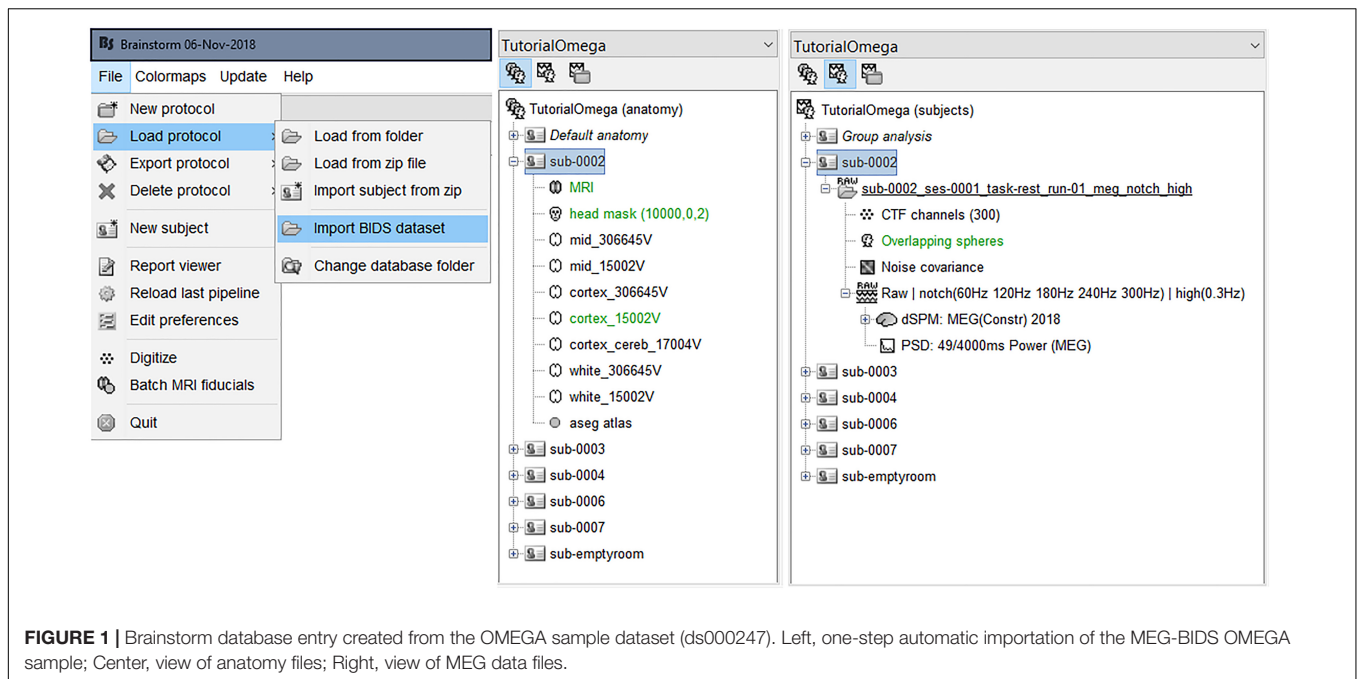 Bs Brainstorm 06-Nov-2018
File Colormaps Update Help
New protocol
Load protocol
Export protocol
Delete protocol
New subject
Report viewer
Reload last pipeline
Edit preferences
Digitize
Batch MRI fiducials
Quit
Load from folder
Load from zip file
Import subject from zip
Import BIDS dataset
Change database folder
TutorialOmega
TutorialOmega (anatomy)
Default anatomy
sub-0002
MRI
head mask (10000,0,2)
mid_306645V
mid_15002V
cortex_306645V
cortex_15002V
cortex_cereb_17004V
white_306645V
white_15002V
aseg atlas
sub-0003
sub-0004
sub-0006
sub-0007
sub-emptyroom
TutorialOmega
TutorialOmega (subjects)
Group analysis
sub-0002
RAW sub-0002_ses-0001_task-rest_run-01_meg_notch_high
CTF channels (300)
Overlapping spheres
Noise covariance
RAW Raw | notch(60Hz 120Hz 180Hz 240Hz 300Hz) | high(0.3Hz)
dSPM: MEG(Constr) 2018
PSD: 49/4000ms Power (MEG)
sub-0003
sub-0004
sub-0006
sub-0007
sub-emptyroom
FIGURE 1 | Brainstorm database entry created from the OMEGA sample dataset (ds000247). Left, one-step automatic importation of the MEG-BIDS OMEGA
sample; Center, view of anatomy files; Right, view of MEG data files.